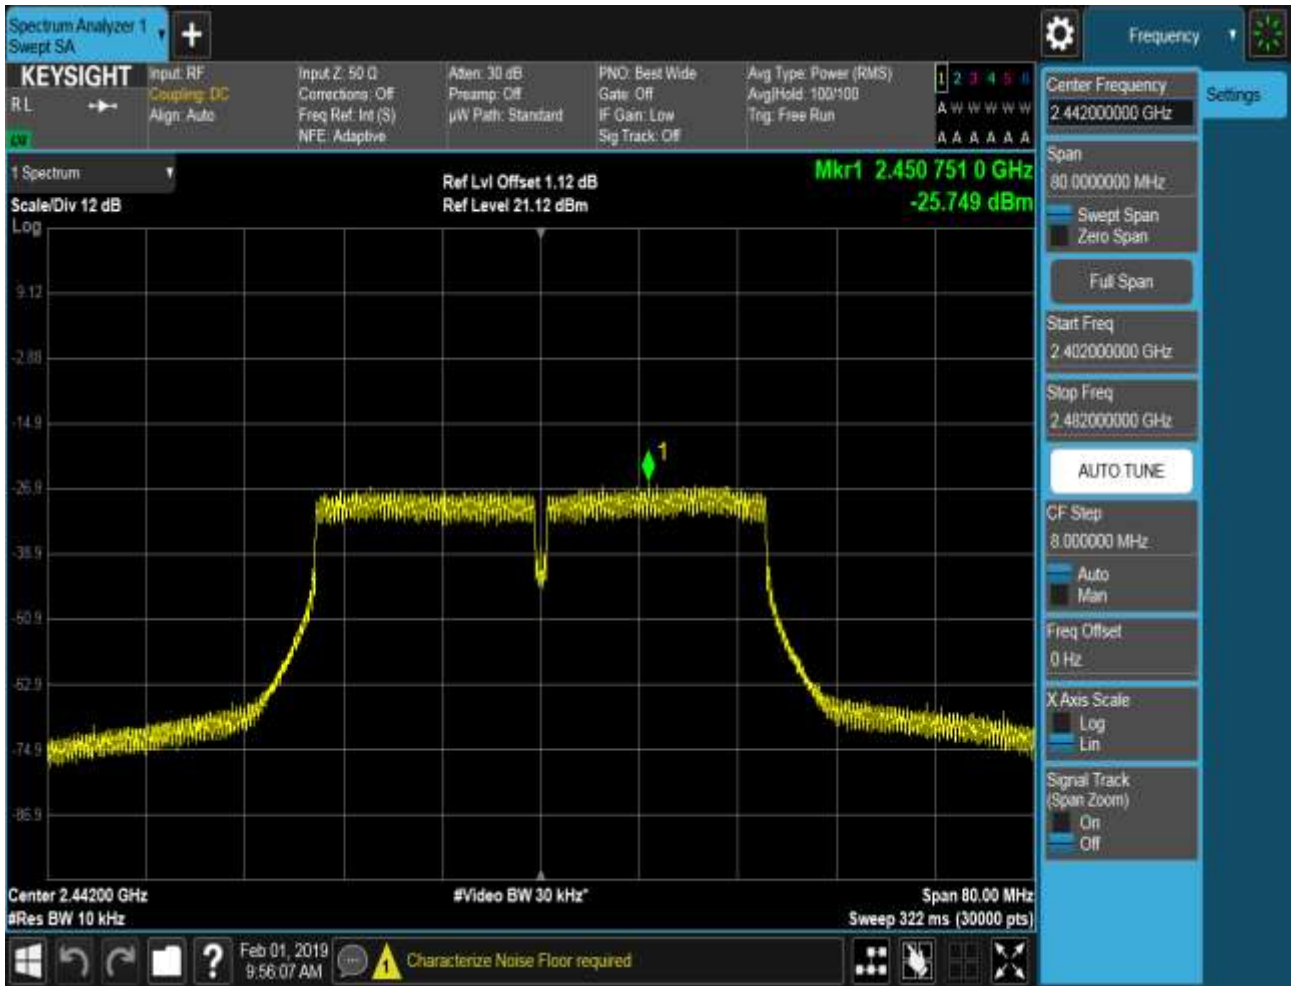 Spectrum Analyzer 1
Swept SA
+
Frequency
KEYSIGHT
RL
Input: RF
Coupling: DC
Align: Auto
Input Z: 50 Ω
Corrections: Off
Freq Ref: Int (S)
NFE: Adaptive
Atten: 30 dB
Preamp: Off
µW Path: Standard
PNO: Best Wide
Gate: Off
IF Gain: Low
Sig Track: Off
Avg Type: Power (RMS)
Avg|Hold: 100/100
Trig: Free Run
1 2 3 4 5 6
A W W W W W
A A A A A A
1 Spectrum
Scale/Div 12 dB
Log
Ref Lvl Offset 1.12 dB
Ref Level 21.12 dBm
Mkr1 2.450 751 0 GHz
-25.749 dBm
9.12
-2.88
-14.9
-26.9
-38.9
-50.9
-62.9
-74.9
-86.9
1
Center 2.44200 GHz
#Res BW 10 kHz
#Video BW 30 kHz*
Span 80.00 MHz
Sweep 322 ms (30000 pts)
Center Frequency
2.442000000 GHz
Settings
Span
80.0000000 MHz
Swept Span
Zero Span
Full Span
Start Freq
2.402000000 GHz
Stop Freq
2.482000000 GHz
AUTO TUNE
CF Step
8.000000 MHz
Auto
Man
Freq Offset
0 Hz
X Axis Scale
Log
Lin
Signal Track
(Span Zoom)
On
Off
?
Feb 01, 2019
9:56:07 AM
1
Characterize Noise Floor required